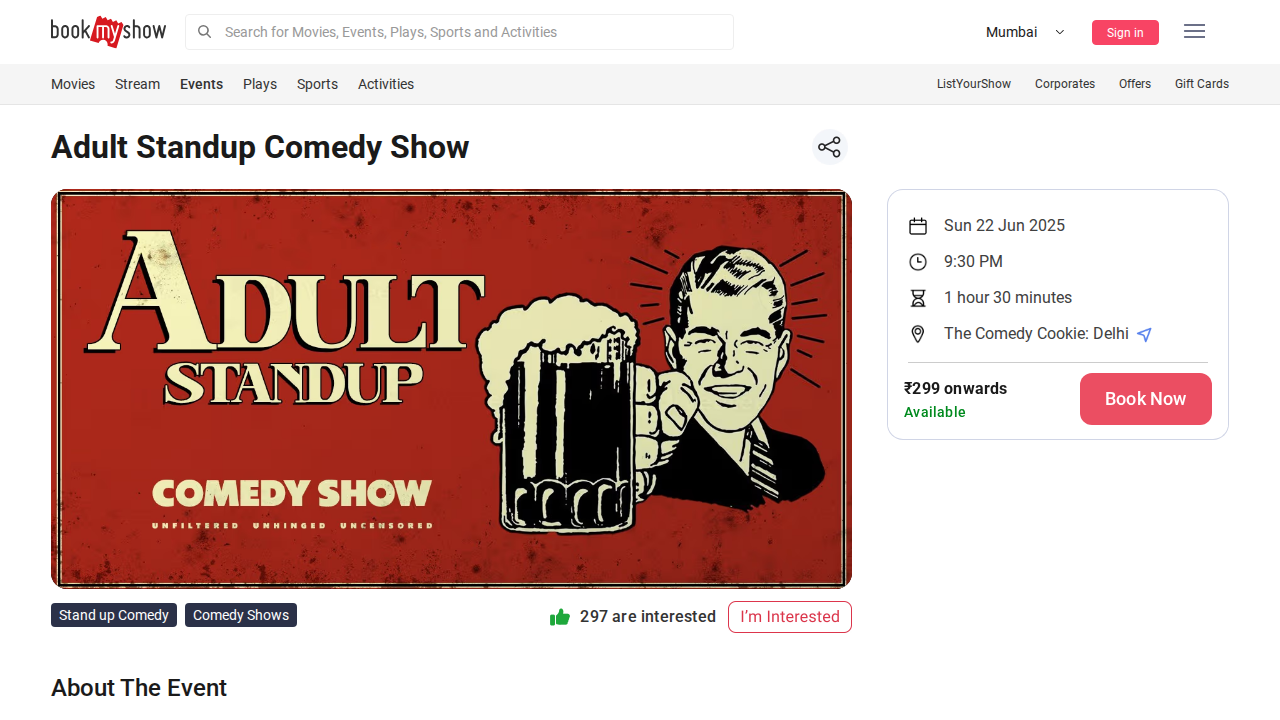 book my show
Search for Movies, Events, Plays, Sports and Activities
Mumbai
Sign in
Movies
Stream
Events
Plays
Sports
Activities
ListYourShow
Corporates
Offers
Gift Cards
Adult Standup Comedy Show
ADULT
STANDUP
COMEDY SHOW
UNFILTERED UNHINGED UNCENSORED
Sun 22 Jun 2025
9:30 PM
1 hour 30 minutes
The Comedy Cookie: Delhi
₹299 onwards
Available
Book Now
Stand up Comedy
Comedy Shows
297 are interested
I'm Interested
About The Event